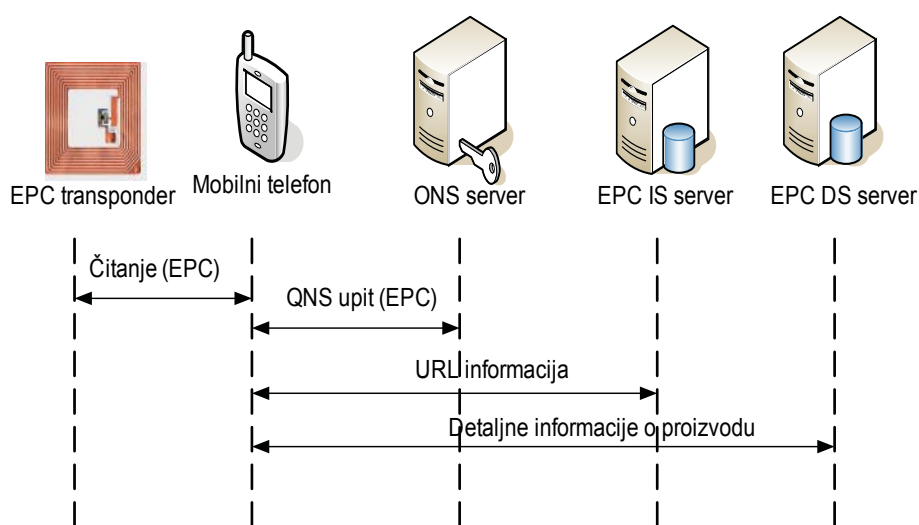 EPC transponder
Mobilni telefon
ONS server
EPC IS server
EPC DS server
Čitanje (EPC)
QNS upit (EPC)
URL informacija
Detaljne informacije o proizvodu